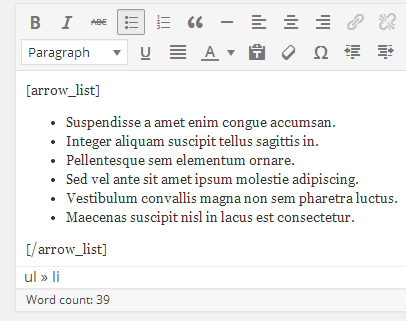 B I ABC
Paragraph U A Ω
[arrow_list]
Suspendisse a amet enim congue accumsan.
Integer aliquam suscipit tellus sagittis in.
Pellentesque sem elementum ornare.
Sed vel ante sit amet ipsum molestie adipiscing.
Vestibulum convallis magna non sem pharetra luctus.
Maecenas suscipit nisl in lacus est consectetur.
[/arrow_list]
ul » li
Word count: 39